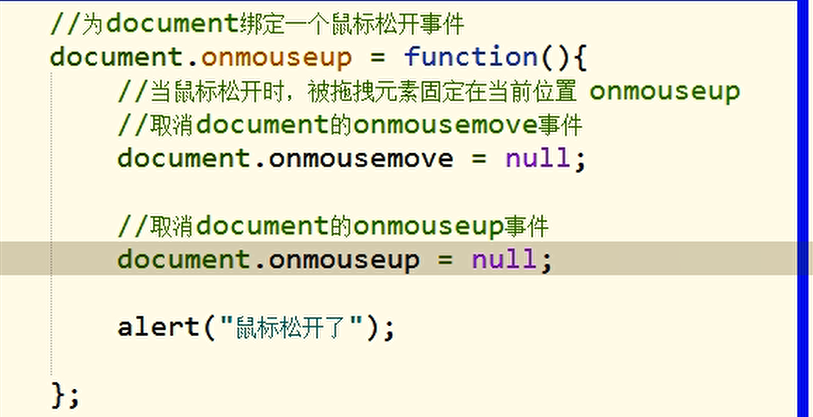 //为document绑定一个鼠标松开事件
document.onmouseup = function(){
//当鼠标松开时，被拖拽元素固定在当前位置 onmouseup
//取消document的onmousemove事件
document.onmousemove = null;
//取消document的onmouseup事件
document.onmouseup = null;
alert("鼠标松开了");
};